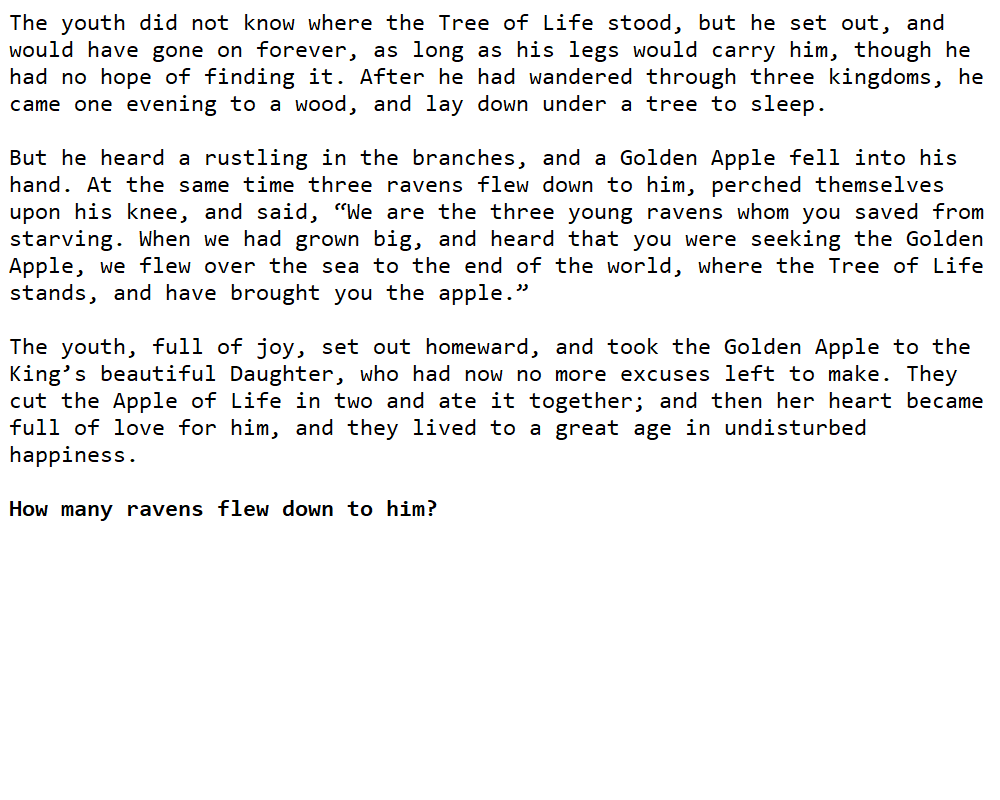 The youth did not know where the Tree of Life stood, but he set out, and
would have gone on forever, as long as his legs would carry him, though he
had no hope of finding it. After he had wandered through three kingdoms, he
came one evening to a wood, and lay down under a tree to sleep.

But he heard a rustling in the branches, and a Golden Apple fell into his
hand. At the same time three ravens flew down to him, perched themselves
upon his knee, and said, “We are the three young ravens whom you saved from
starving. When we had grown big, and heard that you were seeking the Golden
Apple, we flew over the sea to the end of the world, where the Tree of Life
stands, and have brought you the apple.”

The youth, full of joy, set out homeward, and took the Golden Apple to the
King’s beautiful Daughter, who had now no more excuses left to make. They
cut the Apple of Life in two and ate it together; and then her heart became
full of love for him, and they lived to a great age in undisturbed
happiness.

How many ravens flew down to him?